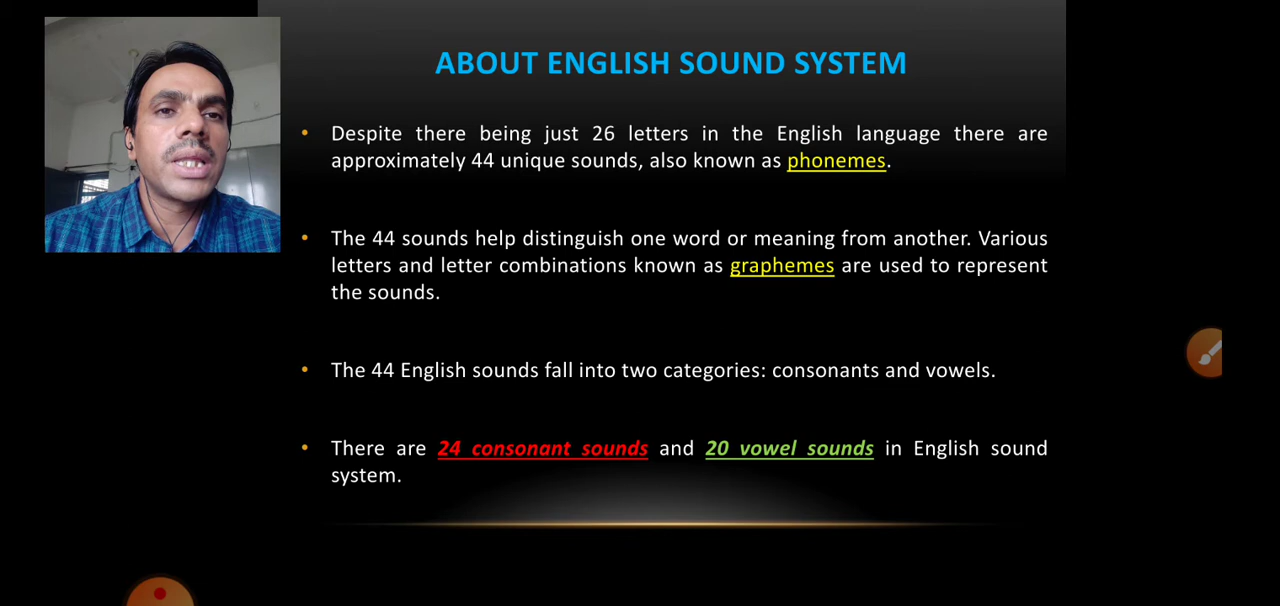 ABOUT ENGLISH SOUND SYSTEM
• Despite there being just 26 letters in the English language there are
approximately 44 unique sounds, also known as phonemes.
• The 44 sounds help distinguish one word or meaning from another. Various
letters and letter combinations known as graphemes are used to represent
the sounds.
• The 44 English sounds fall into two categories: consonants and vowels.
• There are 24 consonant sounds and 20 vowel sounds in English sound
system.